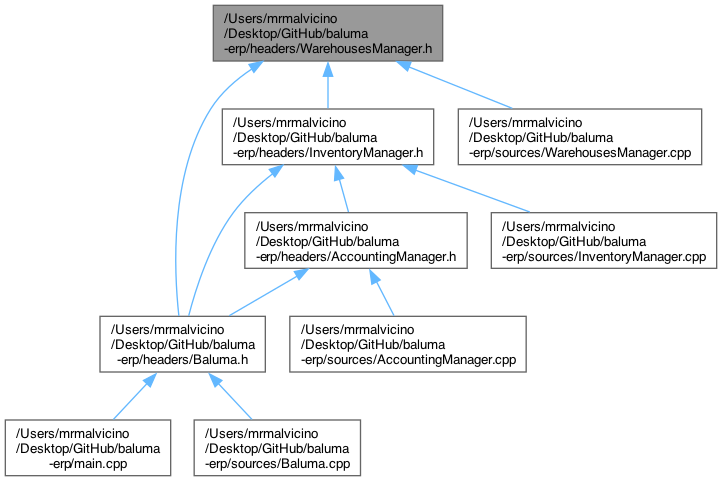 /Users/mrmalvicino
/Desktop/GitHub/baluma
-erp/headers/WarehousesManager.h
/Users/mrmalvicino
/Desktop/GitHub/baluma
-erp/headers/InventoryManager.h
/Users/mrmalvicino
/Desktop/GitHub/baluma
-erp/sources/WarehousesManager.cpp
/Users/mrmalvicino
/Desktop/GitHub/baluma
-erp/headers/AccountingManager.h
/Users/mrmalvicino
/Desktop/GitHub/baluma
-erp/sources/InventoryManager.cpp
/Users/mrmalvicino
/Desktop/GitHub/baluma
-erp/headers/Baluma.h
/Users/mrmalvicino
/Desktop/GitHub/baluma
-erp/sources/AccountingManager.cpp
/Users/mrmalvicino
/Desktop/GitHub/baluma
-erp/main.cpp
/Users/mrmalvicino
/Desktop/GitHub/baluma
-erp/sources/Baluma.cpp